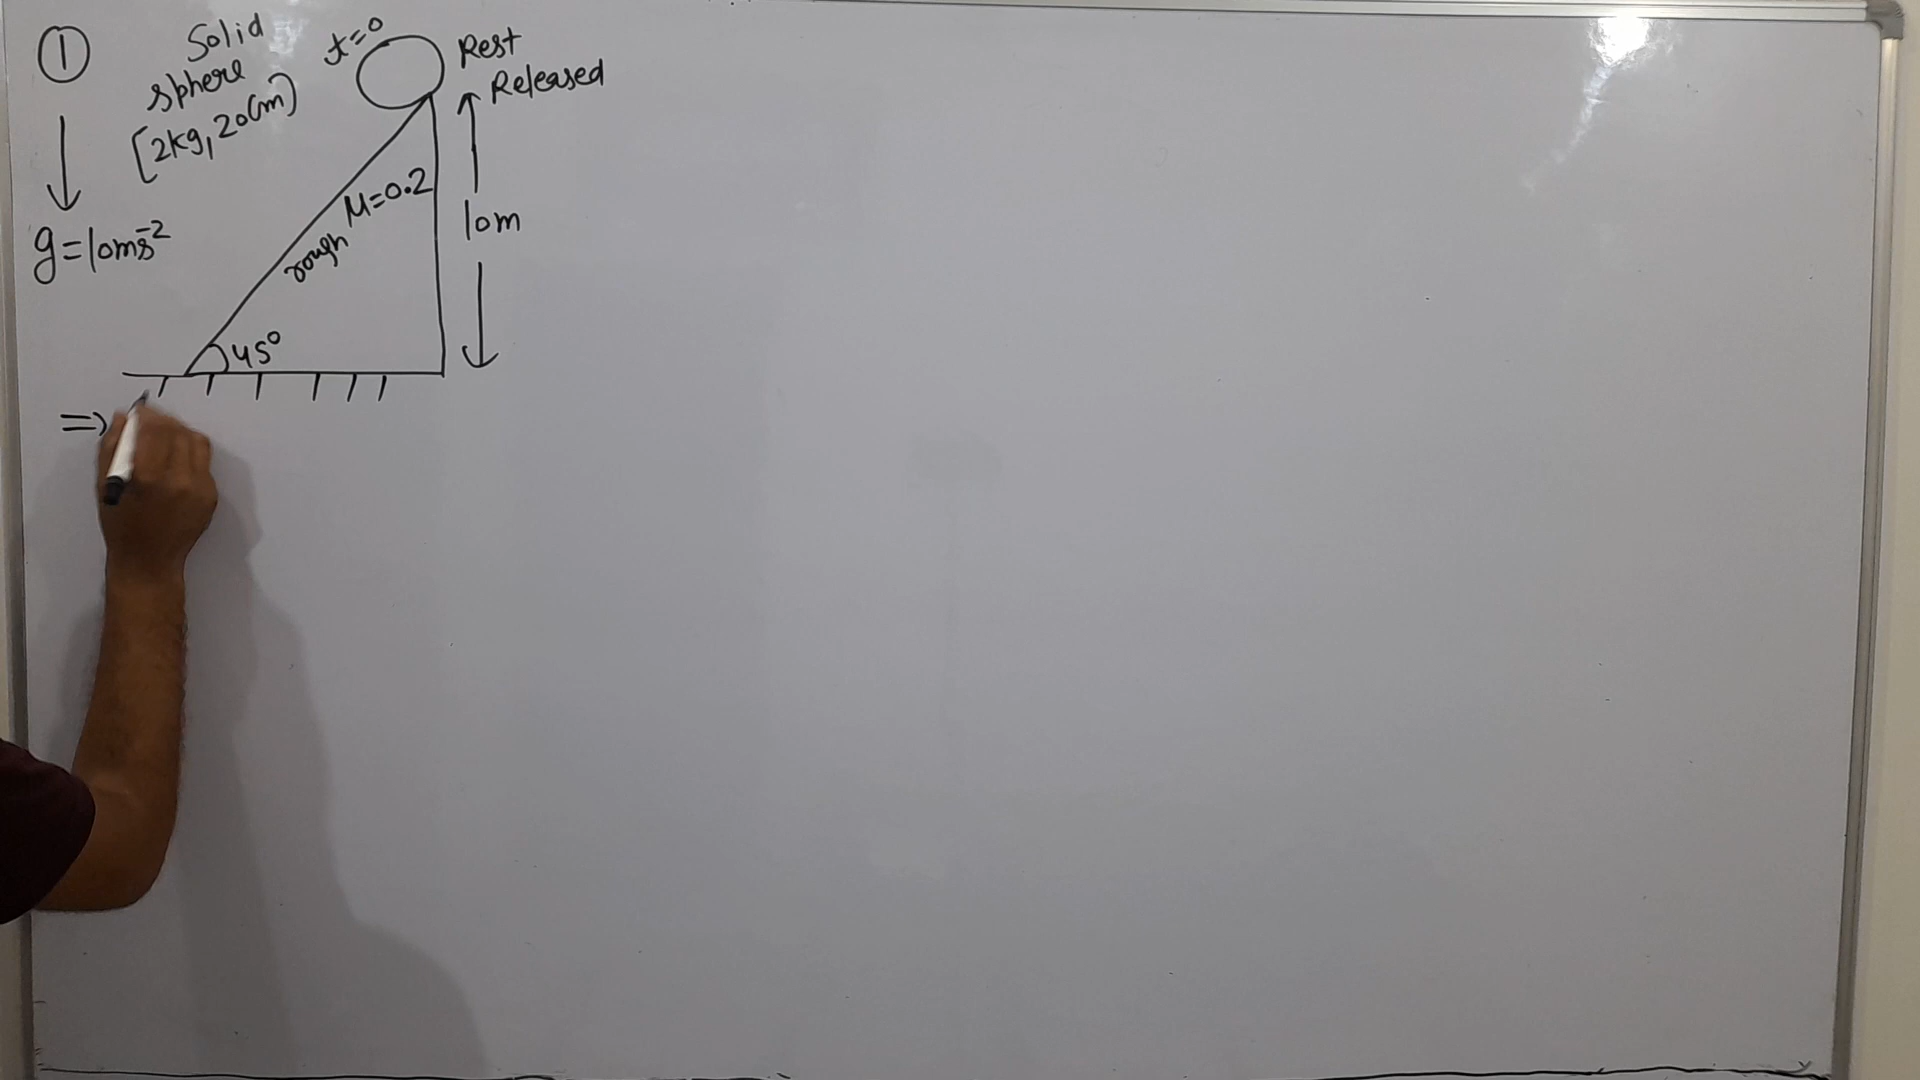 ①
Solid
sphere
[2kg, 20cm)
t=0
Rest
Released
g=10ms⁻²
μ=0.2
rough
10m
45°
⇒